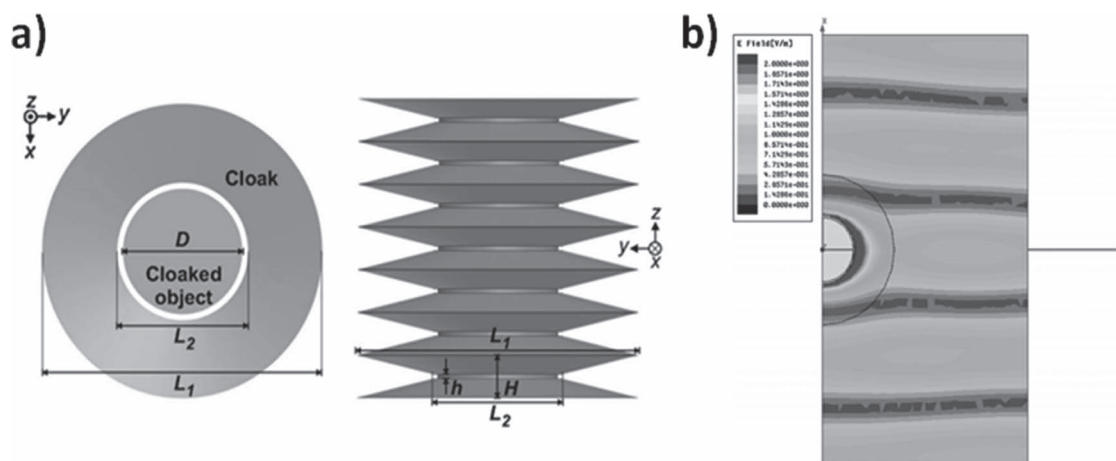 a)
z
y
x
Cloak
D
Cloaked
object
L2
L1
z
y
x
L1
h
H
L2
b)
x
E Field[V/m]
2.0000e+000
1.8571e+000
1.7143e+000
1.5714e+000
1.4286e+000
1.2857e+000
1.1429e+000
1.0000e+000
8.5714e-001
7.1429e-001
5.7143e-001
4.2857e-001
2.8571e-001
1.4286e-001
0.0000e+000